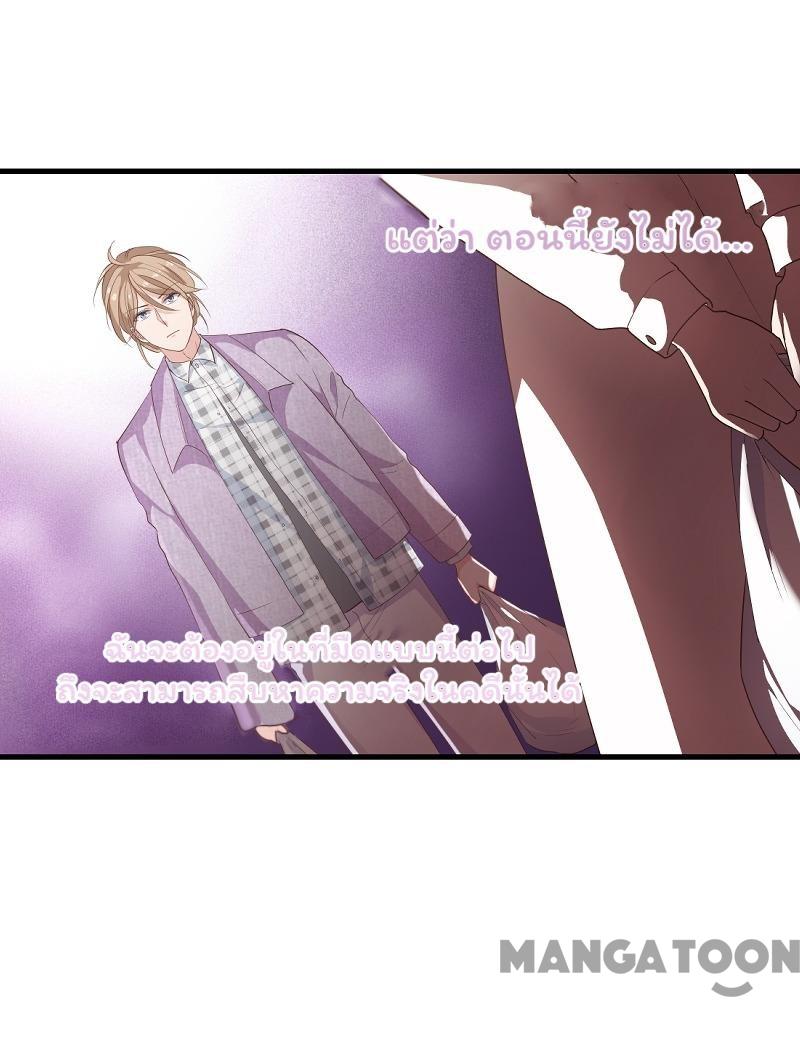 แต่ว่า ตอนนี้ยังไม่ได้...
ฉันจะต้องอยู่ในที่มืดแบบนี้ต่อไป
ถึงจะสามารถสืบหาความจริงในคดีนั้นได้
MANGATOON